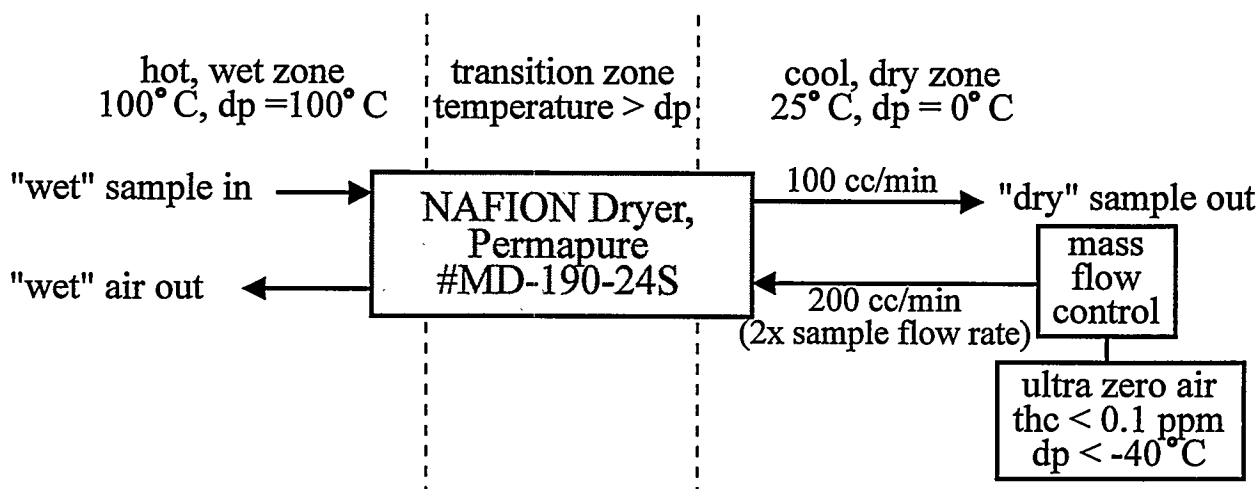 hot, wet zone
100° C, dp =100° C
transition zone
temperature > dp
cool, dry zone
25° C, dp = 0° C
"wet" sample in
NAFION Dryer,
Permapure
#MD-190-24S
100 cc/min
"dry" sample out
"wet" air out
200 cc/min
(2x sample flow rate)
mass
flow
control
ultra zero air
thc < 0.1 ppm
dp < -40°C